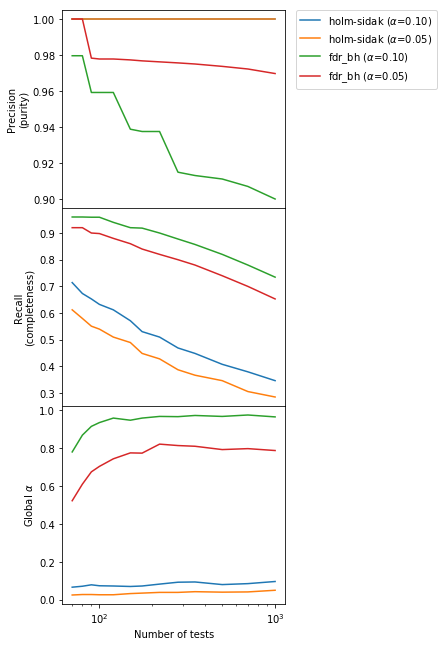 holm-sidak (α=0.10)
holm-sidak (α=0.05)
fdr_bh (α=0.10)
fdr_bh (α=0.05)
1.00
0.98
0.96
0.94
0.92
0.90
Precision
(purity)
0.9
0.8
0.7
0.6
0.5
0.4
0.3
Recall
(completeness)
1.0
0.8
0.6
0.4
0.2
0.0
Global α
10²
10³
Number of tests